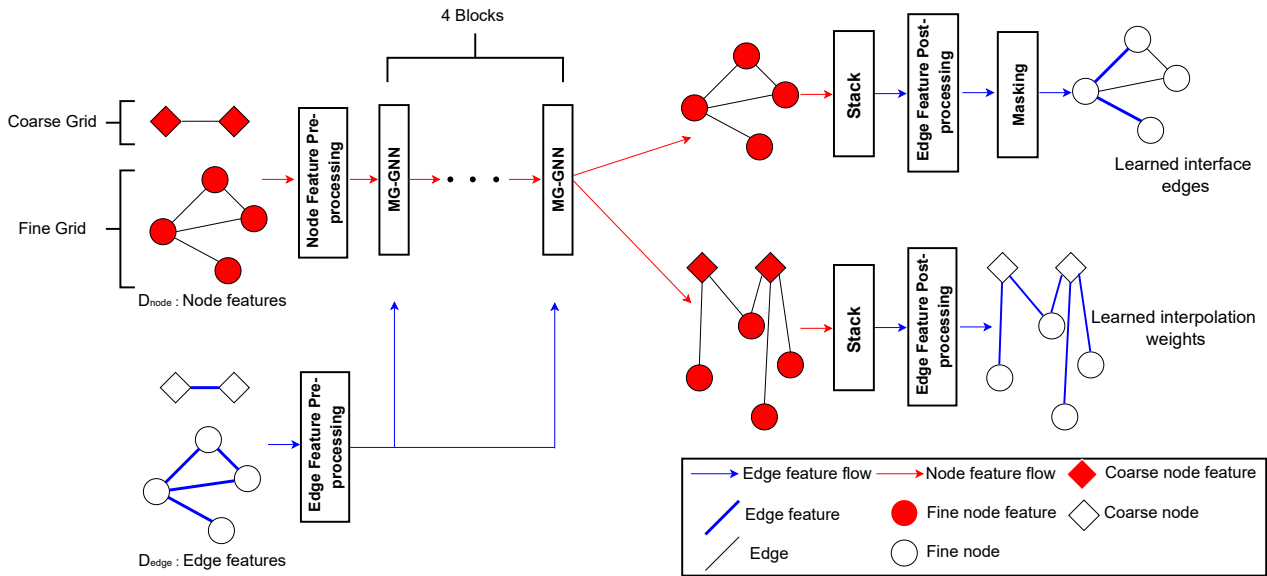 4 Blocks
Coarse Grid
Fine Grid
Node Feature Pre-
processing
MG-GNN
• • •
MG-GNN
D_node : Node features
Edge Feature Pre-
processing
D_edge : Edge features
Stack
Edge Feature Post-
processing
Masking
Learned interface
edges
Stack
Edge Feature Post-
processing
Learned interpolation
weights
Edge feature flow
Node feature flow
Coarse node feature
Edge feature
Fine node feature
Coarse node
Edge
Fine node